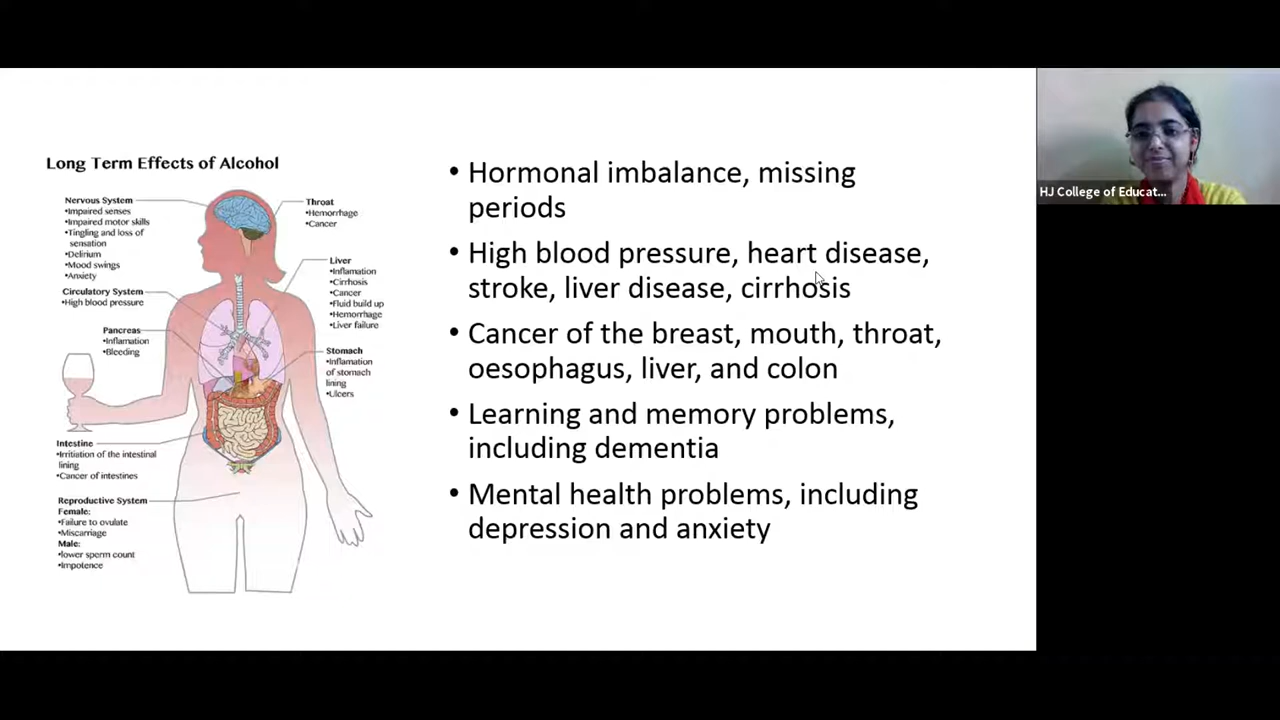 Long Term Effects of Alcohol
Nervous System
•Impaired senses
•Impaired motor skills
•Tingling and loss of
sensation
•Delirium
•Mood swings
•Anxiety
Circulatory System
•High blood pressure
Pancreas
•Inflamation
•Bleeding
Intestine
•Irritiation of the intestinal
lining
•Cancer of intestines
Reproductive System
Female:
•Failure to ovulate
•Miscarriage
Male:
•lower sperm count
•Impotence
Throat
•Hemorrhage
•Cancer
Liver
•Inflamation
•Cirrhosis
•Cancer
•Fluid build up
•Hemorrhage
•Liver failure
Stomach
•Inflamation
of stomach
lining
•Ulcers
• Hormonal imbalance, missing
periods
• High blood pressure, heart disease,
stroke, liver disease, cirrhosis
• Cancer of the breast, mouth, throat,
oesophagus, liver, and colon
• Learning and memory problems,
including dementia
• Mental health problems, including
depression and anxiety
HJ College of Educat...